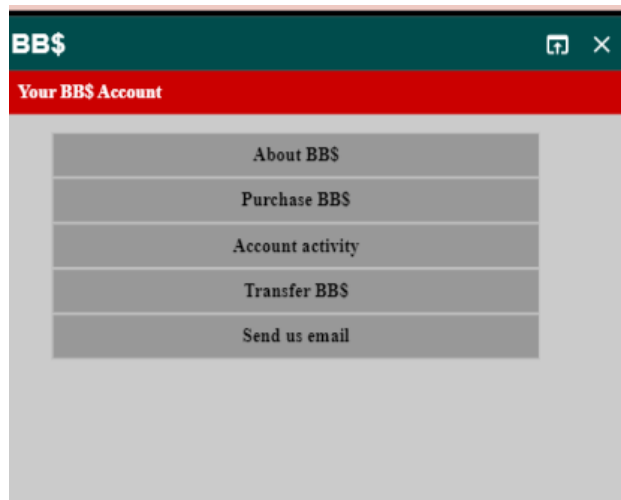 BB$
Your BB$ Account
About BB$
Purchase BB$
Account activity
Transfer BB$
Send us email